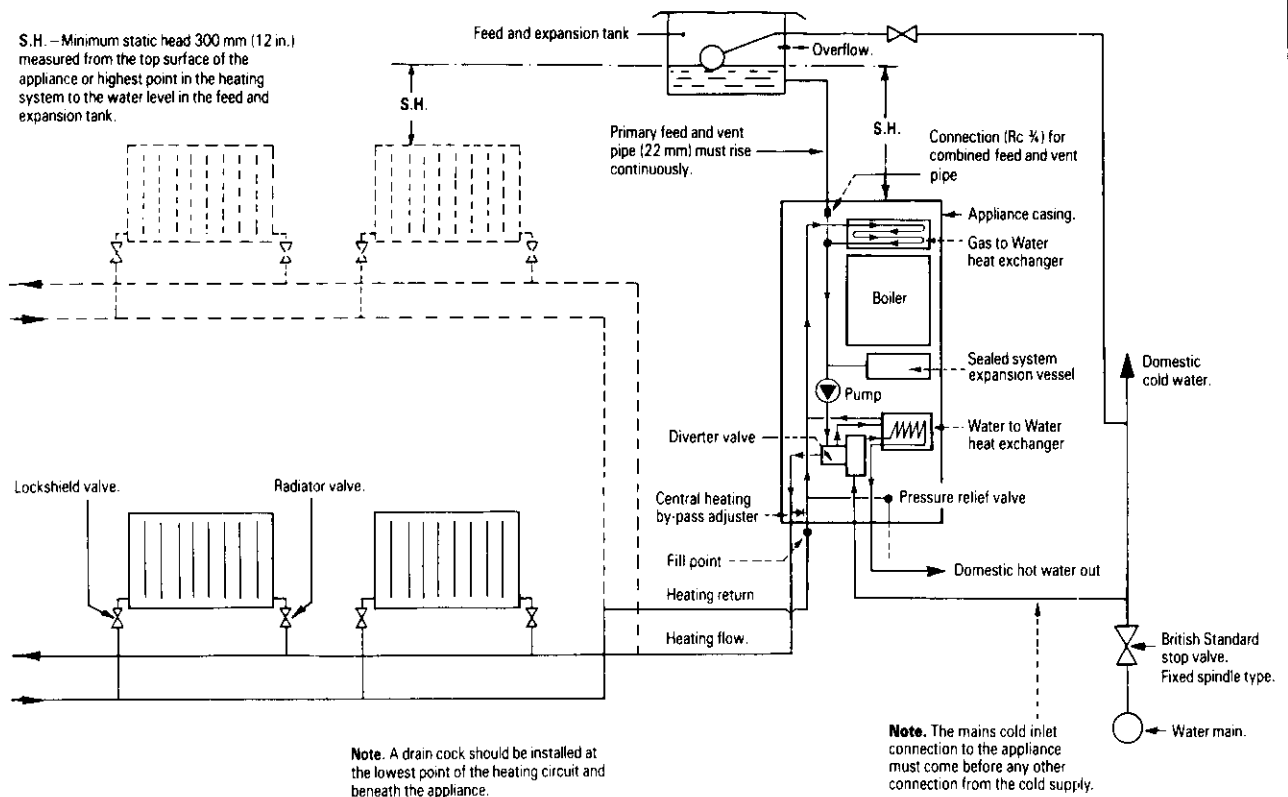 S.H. – Minimum static head 300 mm (12 in.)
measured from the top surface of the
appliance or highest point in the heating
system to the water level in the feed and
expansion tank.
S.H.
Feed and expansion tank
Overflow.
Primary feed and vent
pipe (22 mm) must rise
continuously.
S.H.
Connection (Rc ¾) for
combined feed and vent
pipe
Appliance casing.
Gas to Water
heat exchanger
Boiler
Sealed system
expansion vessel
Domestic
cold water.
Pump
Diverter valve
Water to Water
heat exchanger
Lockshield valve.
Radiator valve.
Central heating
by-pass adjuster
Pressure relief valve
Fill point
Domestic hot water out
Heating return
Heating flow.
British Standard
stop valve.
Fixed spindle type.
Water main.
Note. A drain cock should be installed at
the lowest point of the heating circuit and
beneath the appliance.
Note. The mains cold inlet
connection to the appliance
must come before any other
connection from the cold supply.